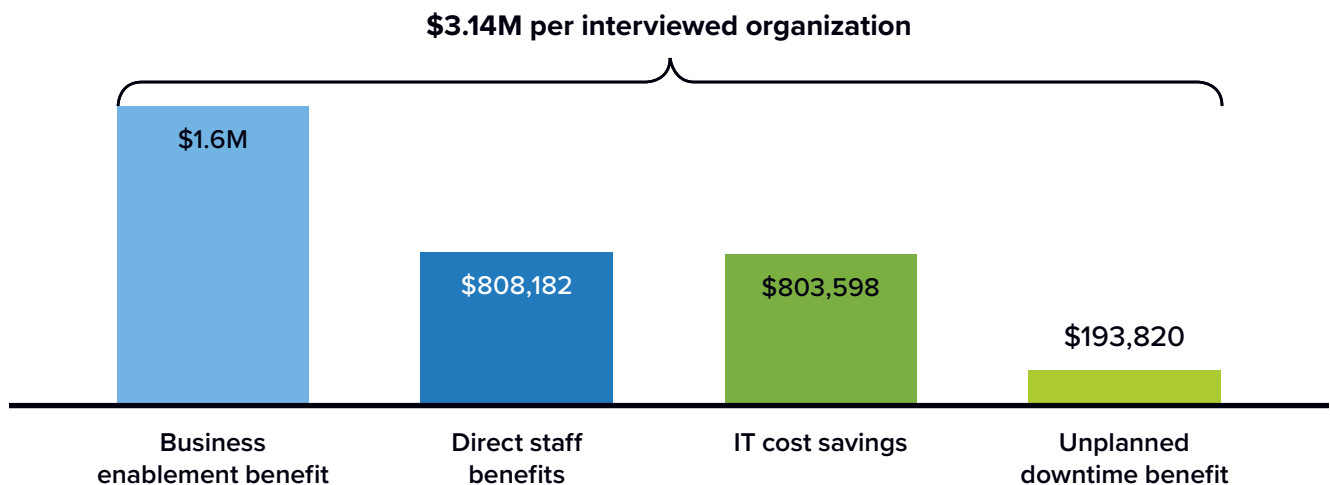 $3.14M per interviewed organization
$1.6M
$808,182
$803,598
$193,820
Business
enablement benefit
Direct staff
benefits
IT cost savings
Unplanned
downtime benefit